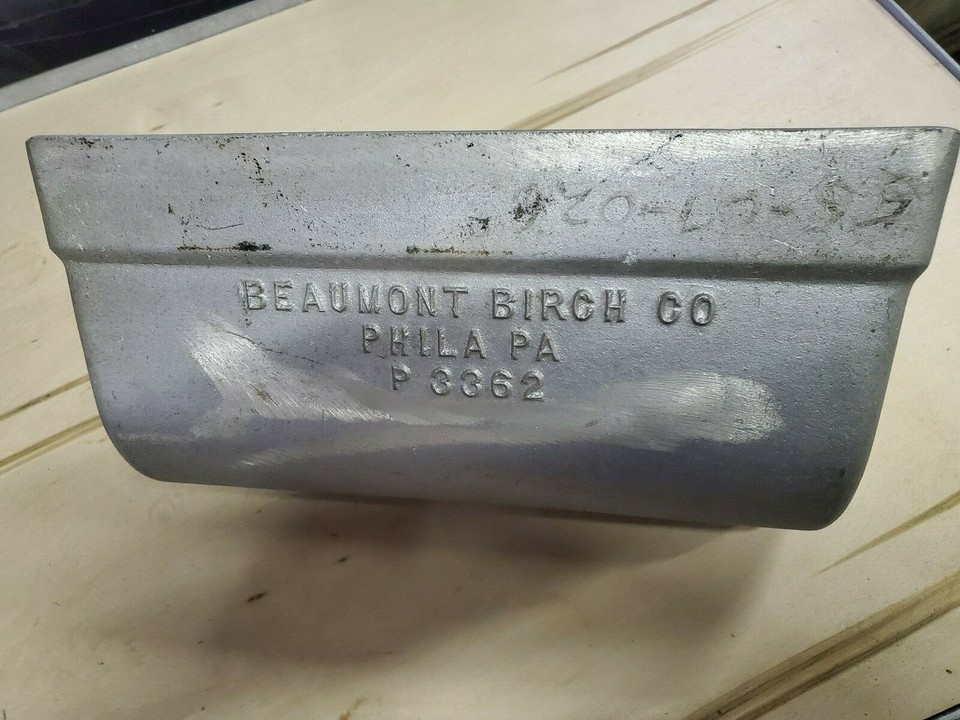 BEAUMONT BIRCH CO
PHILA PA
P 3362